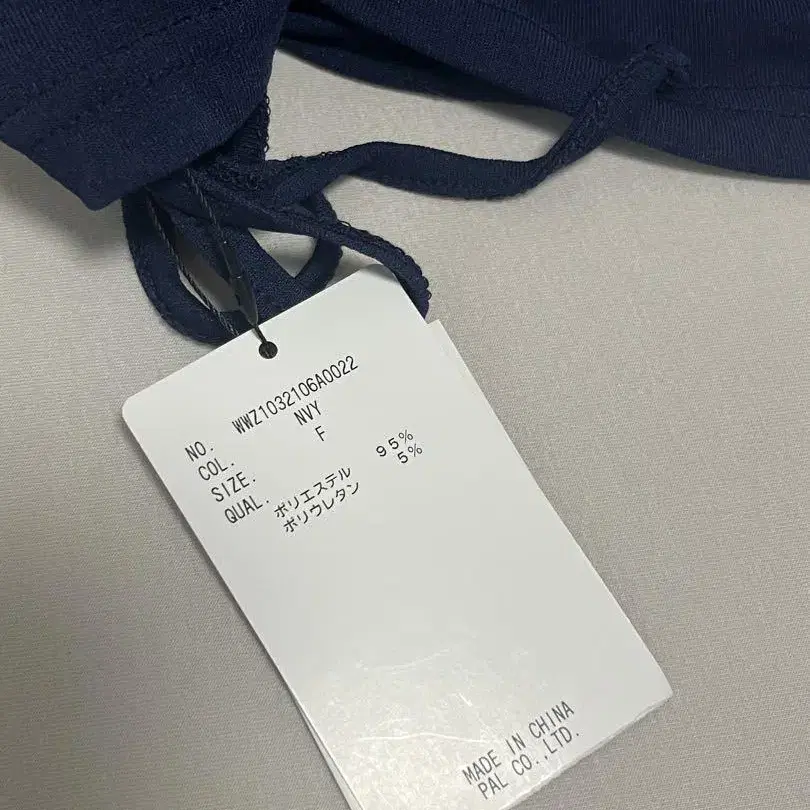 NO. WWZ1032106A0022
COL. NVY
SIZE. F
QUAL. ポリエステル 95%
ポリウレタン 5%
MADE IN CHINA
PAL CO.,LTD.